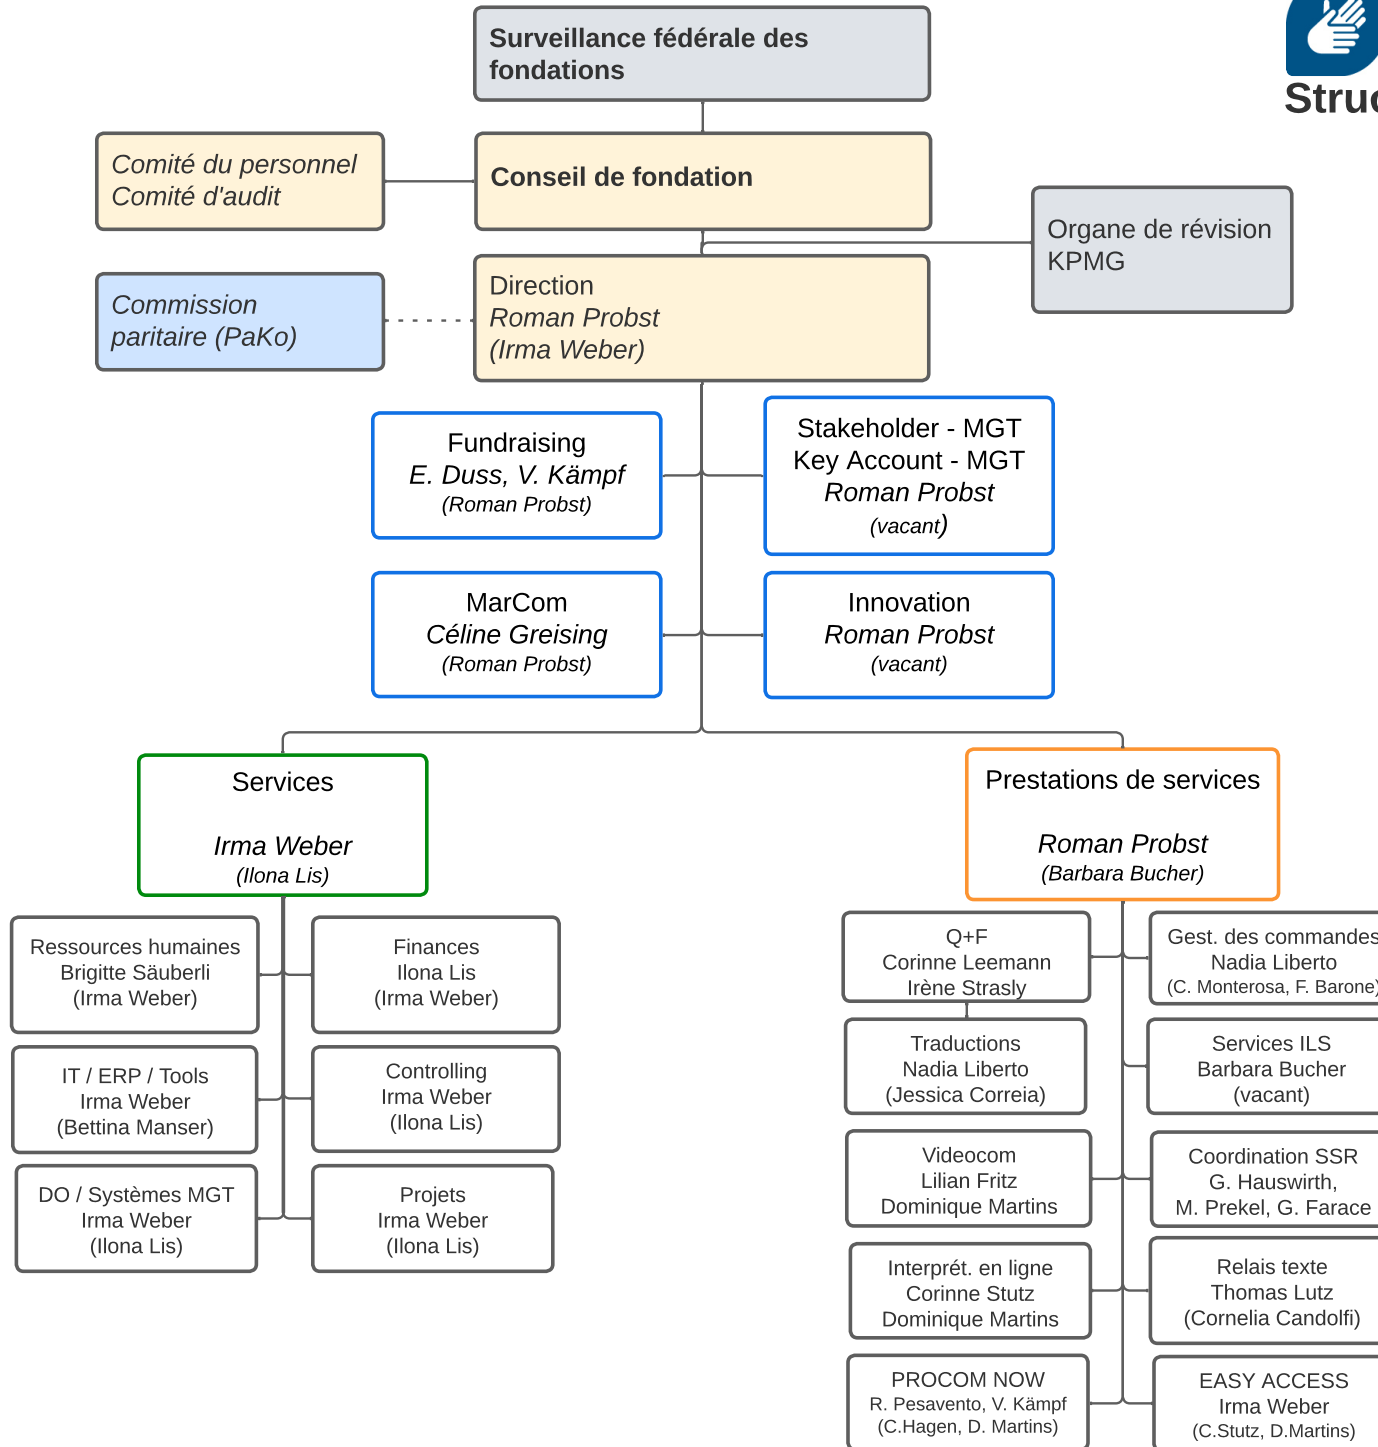 Surveillance fédérale des
fondations
Struc
Comité du personnel
Comité d'audit
Conseil de fondation
Organe de révision
KPMG
Commission
paritaire (PaKo)
Direction
Roman Probst
(Irma Weber)
Fundraising
E. Duss, V. Kämpf
(Roman Probst)
Stakeholder - MGT
Key Account - MGT
Roman Probst
(vacant)
MarCom
Céline Greising
(Roman Probst)
Innovation
Roman Probst
(vacant)
Services
Irma Weber
(Ilona Lis)
Prestations de services
Roman Probst
(Barbara Bucher)
Ressources humaines
Brigitte Säuberli
(Irma Weber)
Finances
Ilona Lis
(Irma Weber)
IT / ERP / Tools
Irma Weber
(Bettina Manser)
Controlling
Irma Weber
(Ilona Lis)
DO / Systèmes MGT
Irma Weber
(Ilona Lis)
Projets
Irma Weber
(Ilona Lis)
Q+F
Corinne Leemann
Irène Strasly
Gest. des commandes
Nadia Liberto
(C. Monterosa, F. Barone)
Traductions
Nadia Liberto
(Jessica Correia)
Services ILS
Barbara Bucher
(vacant)
Videocom
Lilian Fritz
Dominique Martins
Coordination SSR
G. Hauswirth,
M. Prekel, G. Farace
Interprét. en ligne
Corinne Stutz
Dominique Martins
Relais texte
Thomas Lutz
(Cornelia Candolfi)
PROCOM NOW
R. Pesavento, V. Kämpf
(C.Hagen, D. Martins)
EASY ACCESS
Irma Weber
(C.Stutz, D.Martins)